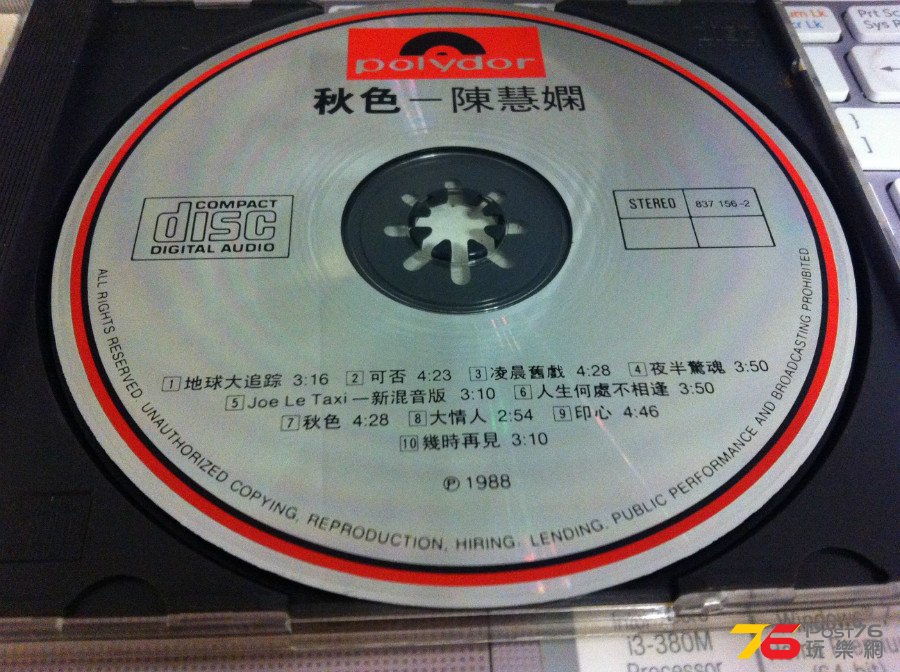 polydor
秋色—陳慧嫻
COMPACT
disc
DIGITAL AUDIO
STEREO 837 156-2
1 地球大追踪 3:16 2 可否 4:23 3 凌晨舊戲 4:28 4 夜半驚魂 3:50
5 Joe Le Taxi—新混音版 3:10 6 人生何處不相逢 3:50
7 秋色 4:28 8 大情人 2:54 9 印心 4:46
10 幾時再見 3:10
℗ 1988
ALL RIGHTS RESERVED. UNAUTHORIZED COPYING, REPRODUCTION, HIRING, LENDING, PUBLIC PERFORMANCE AND BROADCASTING PROHIBITED
Prt Sc
Sys R
}
]
i3-380M
Processor
76
Post76
玩樂網